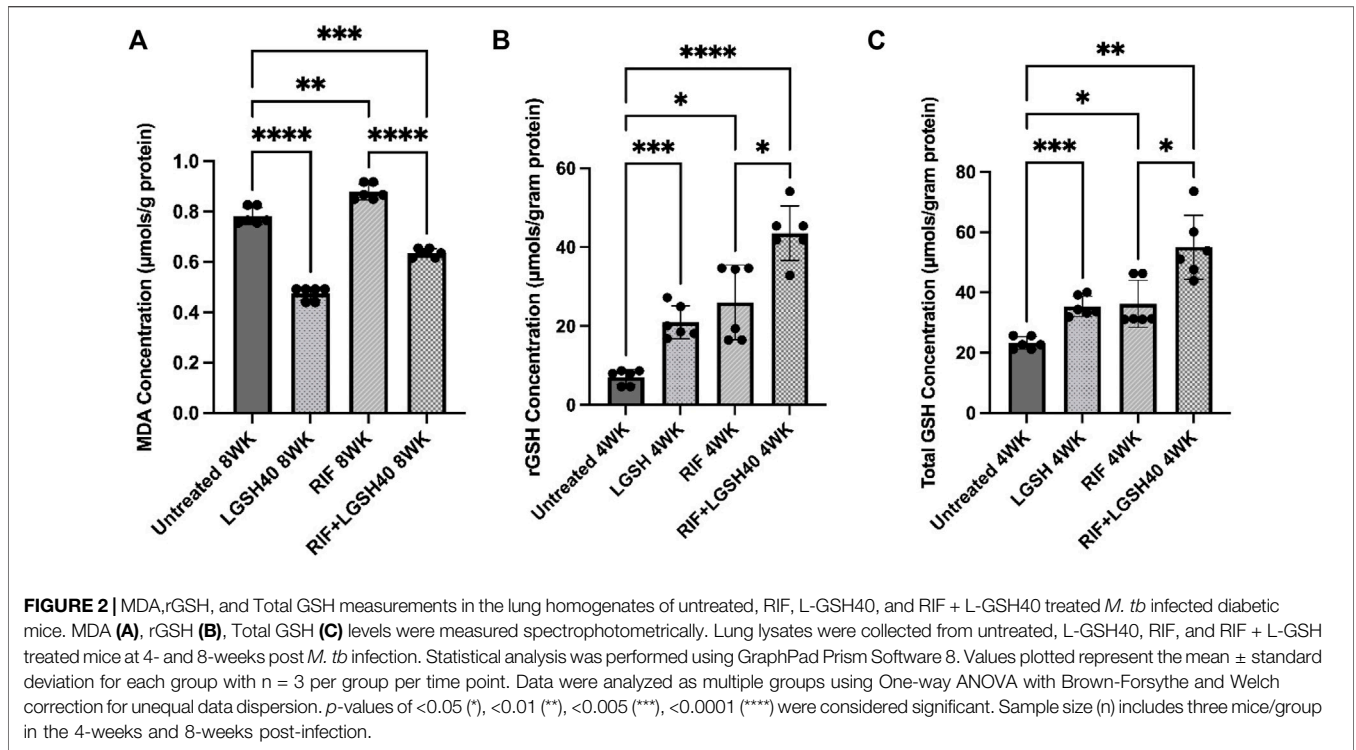 A
B
C
***
**
****
****
****
*
***
*
**
*
***
*
MDA Concentration (µmols/g protein)
1.0
0.8
0.6
0.4
0.2
0.0
Untreated 8WK
LGSH40 8WK
RIF 8WK
RIF+LGSH40 8WK
rGSH Concentration (µmols/gram protein)
60
40
20
0
Untreated 4WK
LGSH 4WK
RIF 4WK
RIF+LGSH40 4WK
Total GSH Concentration (µmols/gram protein)
80
60
40
20
0
Untreated 4WK
LGSH 4WK
RIF 4WK
RIF+LGSH40 4WK
FIGURE 2 | MDA,rGSH, and Total GSH measurements in the lung homogenates of untreated, RIF, L-GSH40, and RIF + L-GSH40 treated M. tb infected diabetic
mice. MDA (A), rGSH (B), Total GSH (C) levels were measured spectrophotometrically. Lung lysates were collected from untreated, L-GSH40, RIF, and RIF + L-GSH
treated mice at 4- and 8-weeks post M. tb infection. Statistical analysis was performed using GraphPad Prism Software 8. Values plotted represent the mean ± standard
deviation for each group with n = 3 per group per time point. Data were analyzed as multiple groups using One-way ANOVA with Brown-Forsythe and Welch
correction for unequal data dispersion. p-values of <0.05 (*), <0.01 (**), <0.005 (***), <0.0001 (****) were considered significant. Sample size (n) includes three mice/group
in the 4-weeks and 8-weeks post-infection.